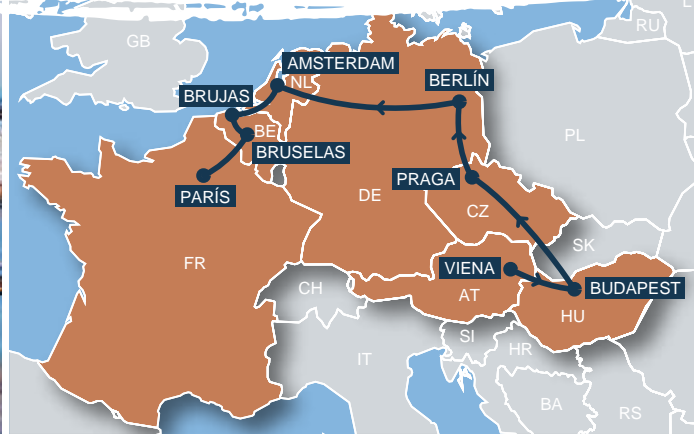 GB
RU
AMSTERDAM
NL
BERLÍN
BRUJAS
BE
BRUSELAS
PL
PARÍS
PRAGA
DE
CZ
FR
SK
VIENA
CH
AT
BUDAPEST
HU
SI
HR
IT
BA
RS